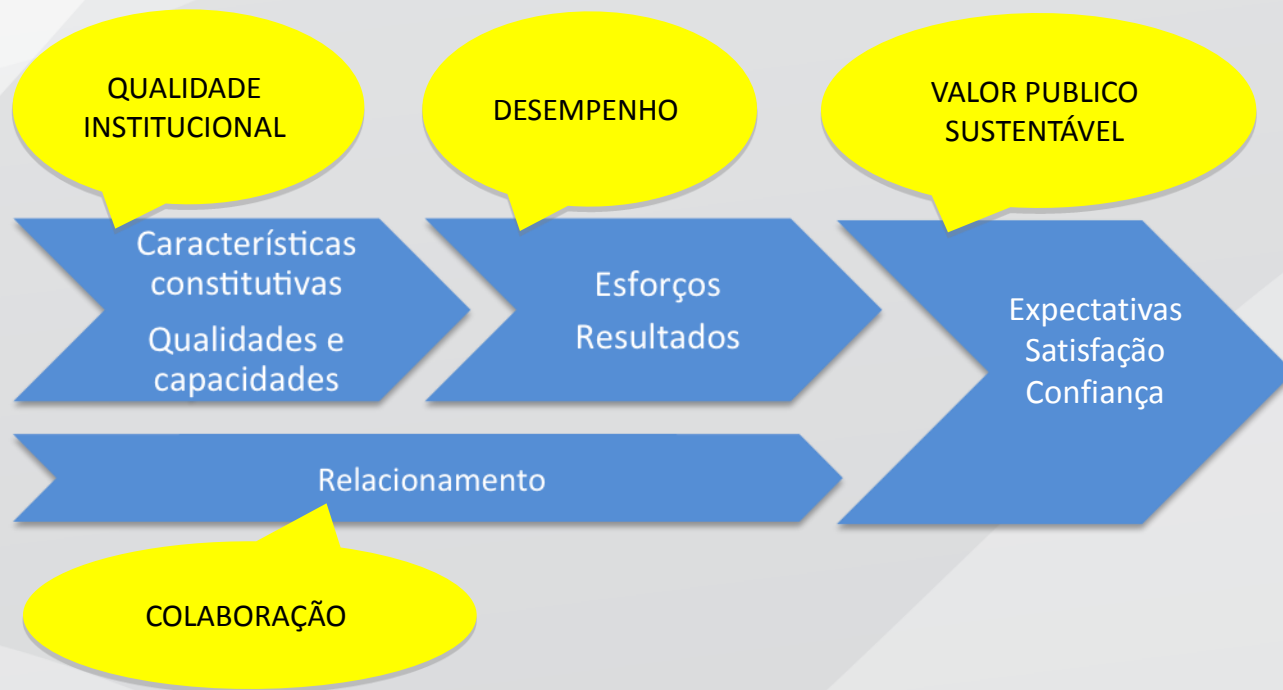 QUALIDADE
INSTITUCIONAL
DESEMPENHO
VALOR PUBLICO
SUSTENTÁVEL
Características
constitutivas
Qualidades e
capacidades
Esforços
Resultados
Expectativas
Satisfação
Confiança
Relacionamento
COLABORAÇÃO